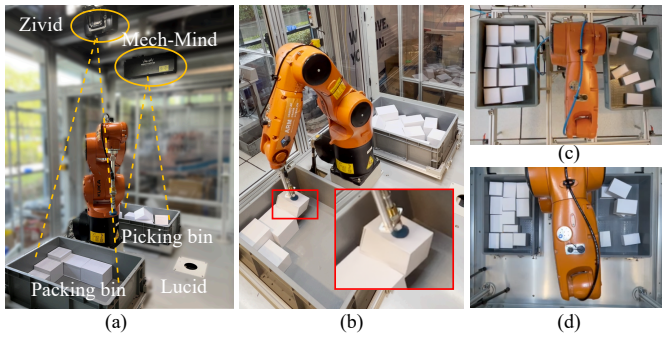 Zivid
Mech-Mind
Picking bin
Packing bin
Lucid
(a)
(b)
(c)
(d)